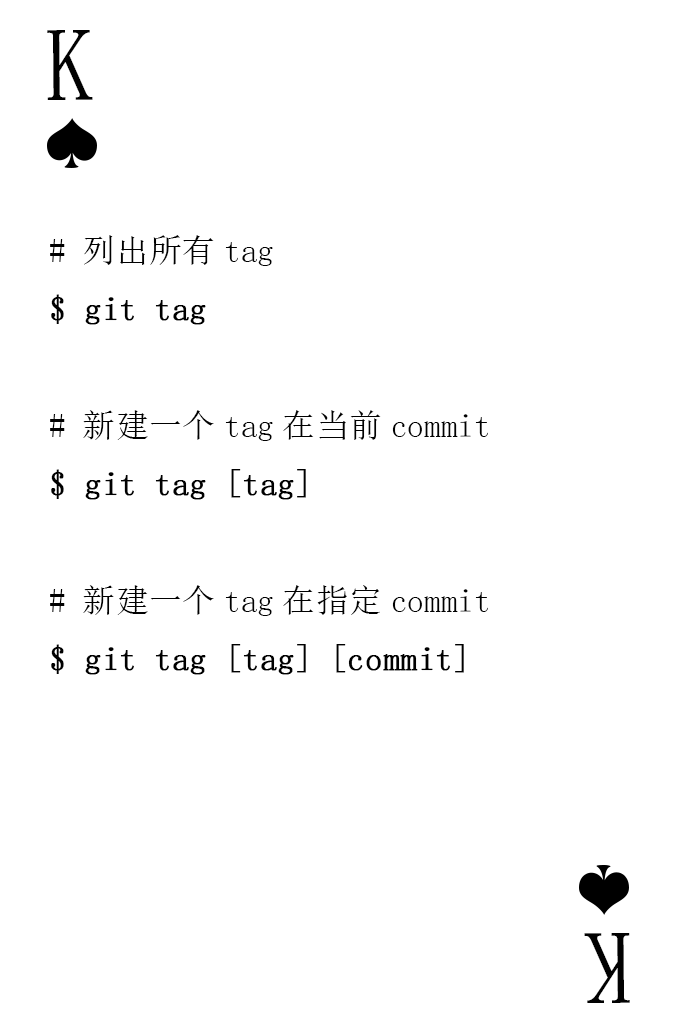 K
# 列出所有 tag
$ git tag
# 新建一个 tag 在当前 commit
$ git tag [tag]
# 新建一个 tag 在指定 commit
$ git tag [tag] [commit]
K